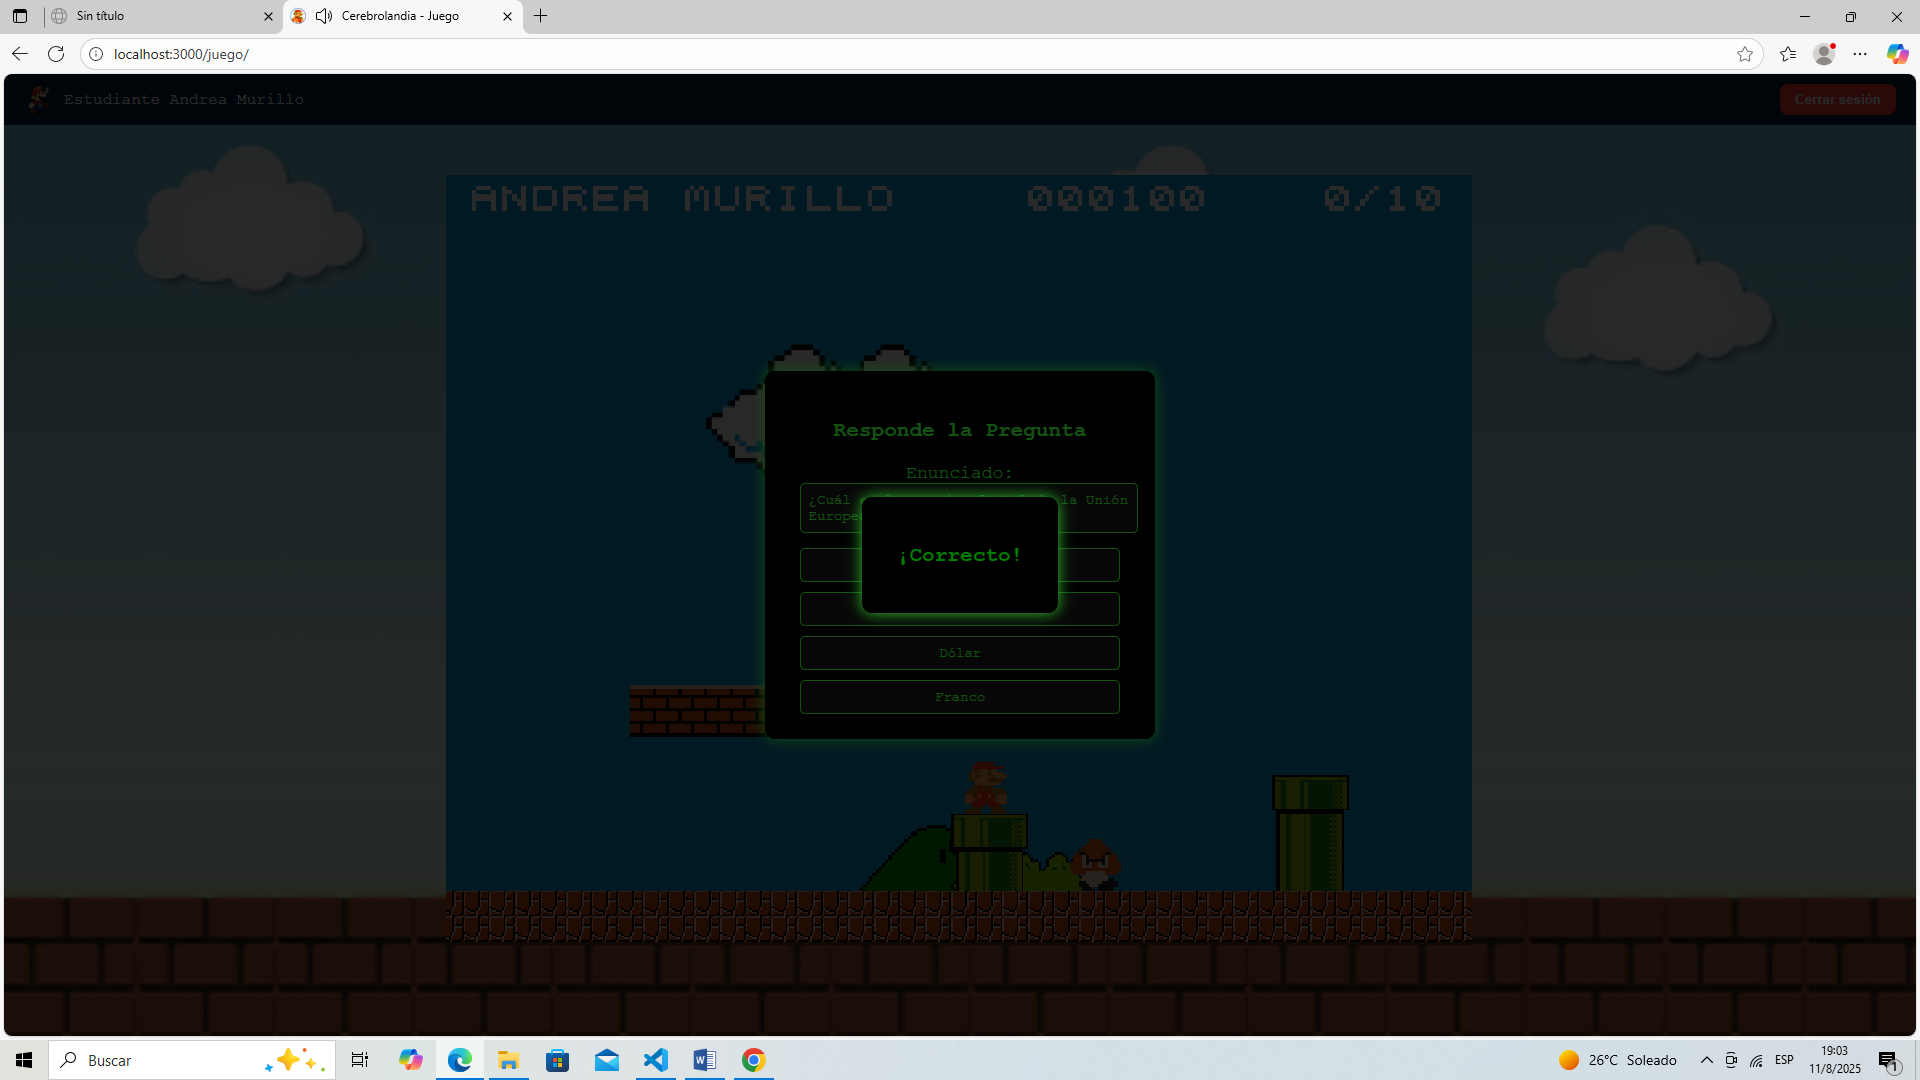 Sin título
Cerebrolandia - Juego
localhost:3000/juego/
Estudiante Andrea Murillo
Cerrar sesión
ANDREA MURILLO 000100 0/10
Responde la Pregunta
Enunciado:
¿Cuál la Unión
¡Correcto!
Dólar
Franco
Buscar
26°C Soleado
ESP
19:03
11/8/2025
1